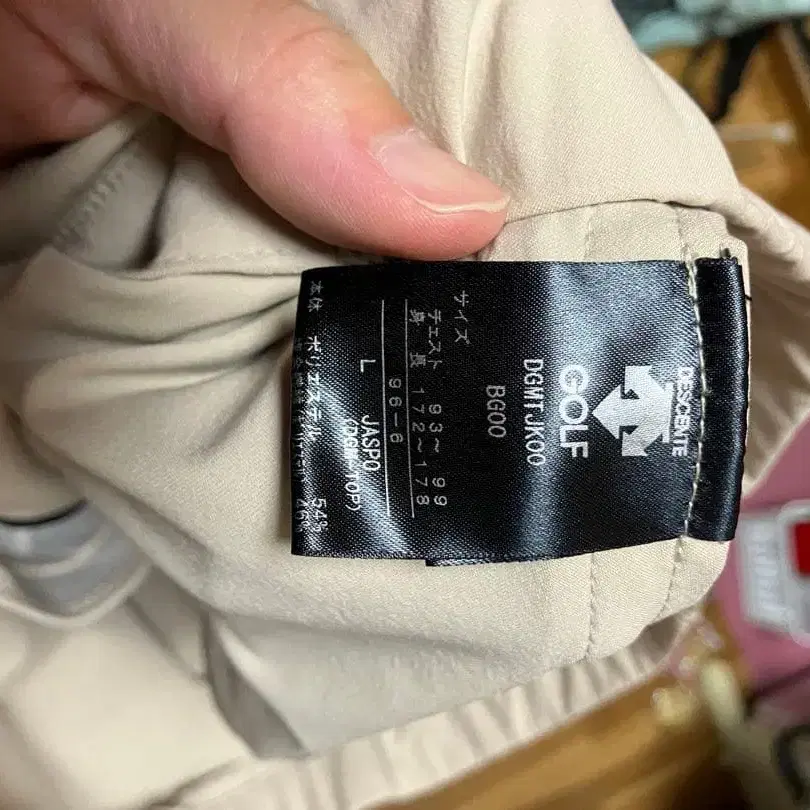 DESCENTE
GOLF
DGMTJK00
BG00
サイズ
チェスト 93～99
身 長 172～178
96-6
L JASPO
(DGM-TOP)
本体 ポリエステル 54%
46%